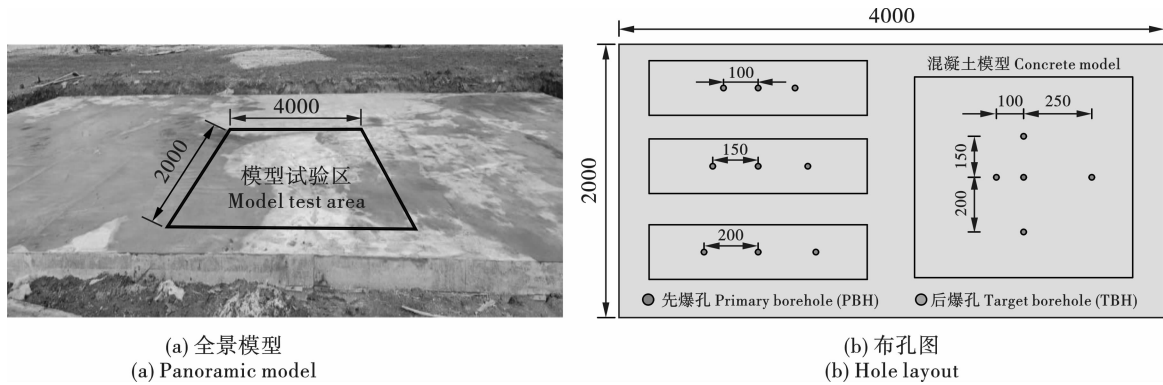 4000
2000
模型试验区
Model test area
(a) 全景模型
(a) Panoramic model
4000
2000
100
150
200
混凝土模型 Concrete model
100
250
150
200
先爆孔 Primary borehole (PBH)
后爆孔 Target borehole (TBH)
(b) 布孔图
(b) Hole layout